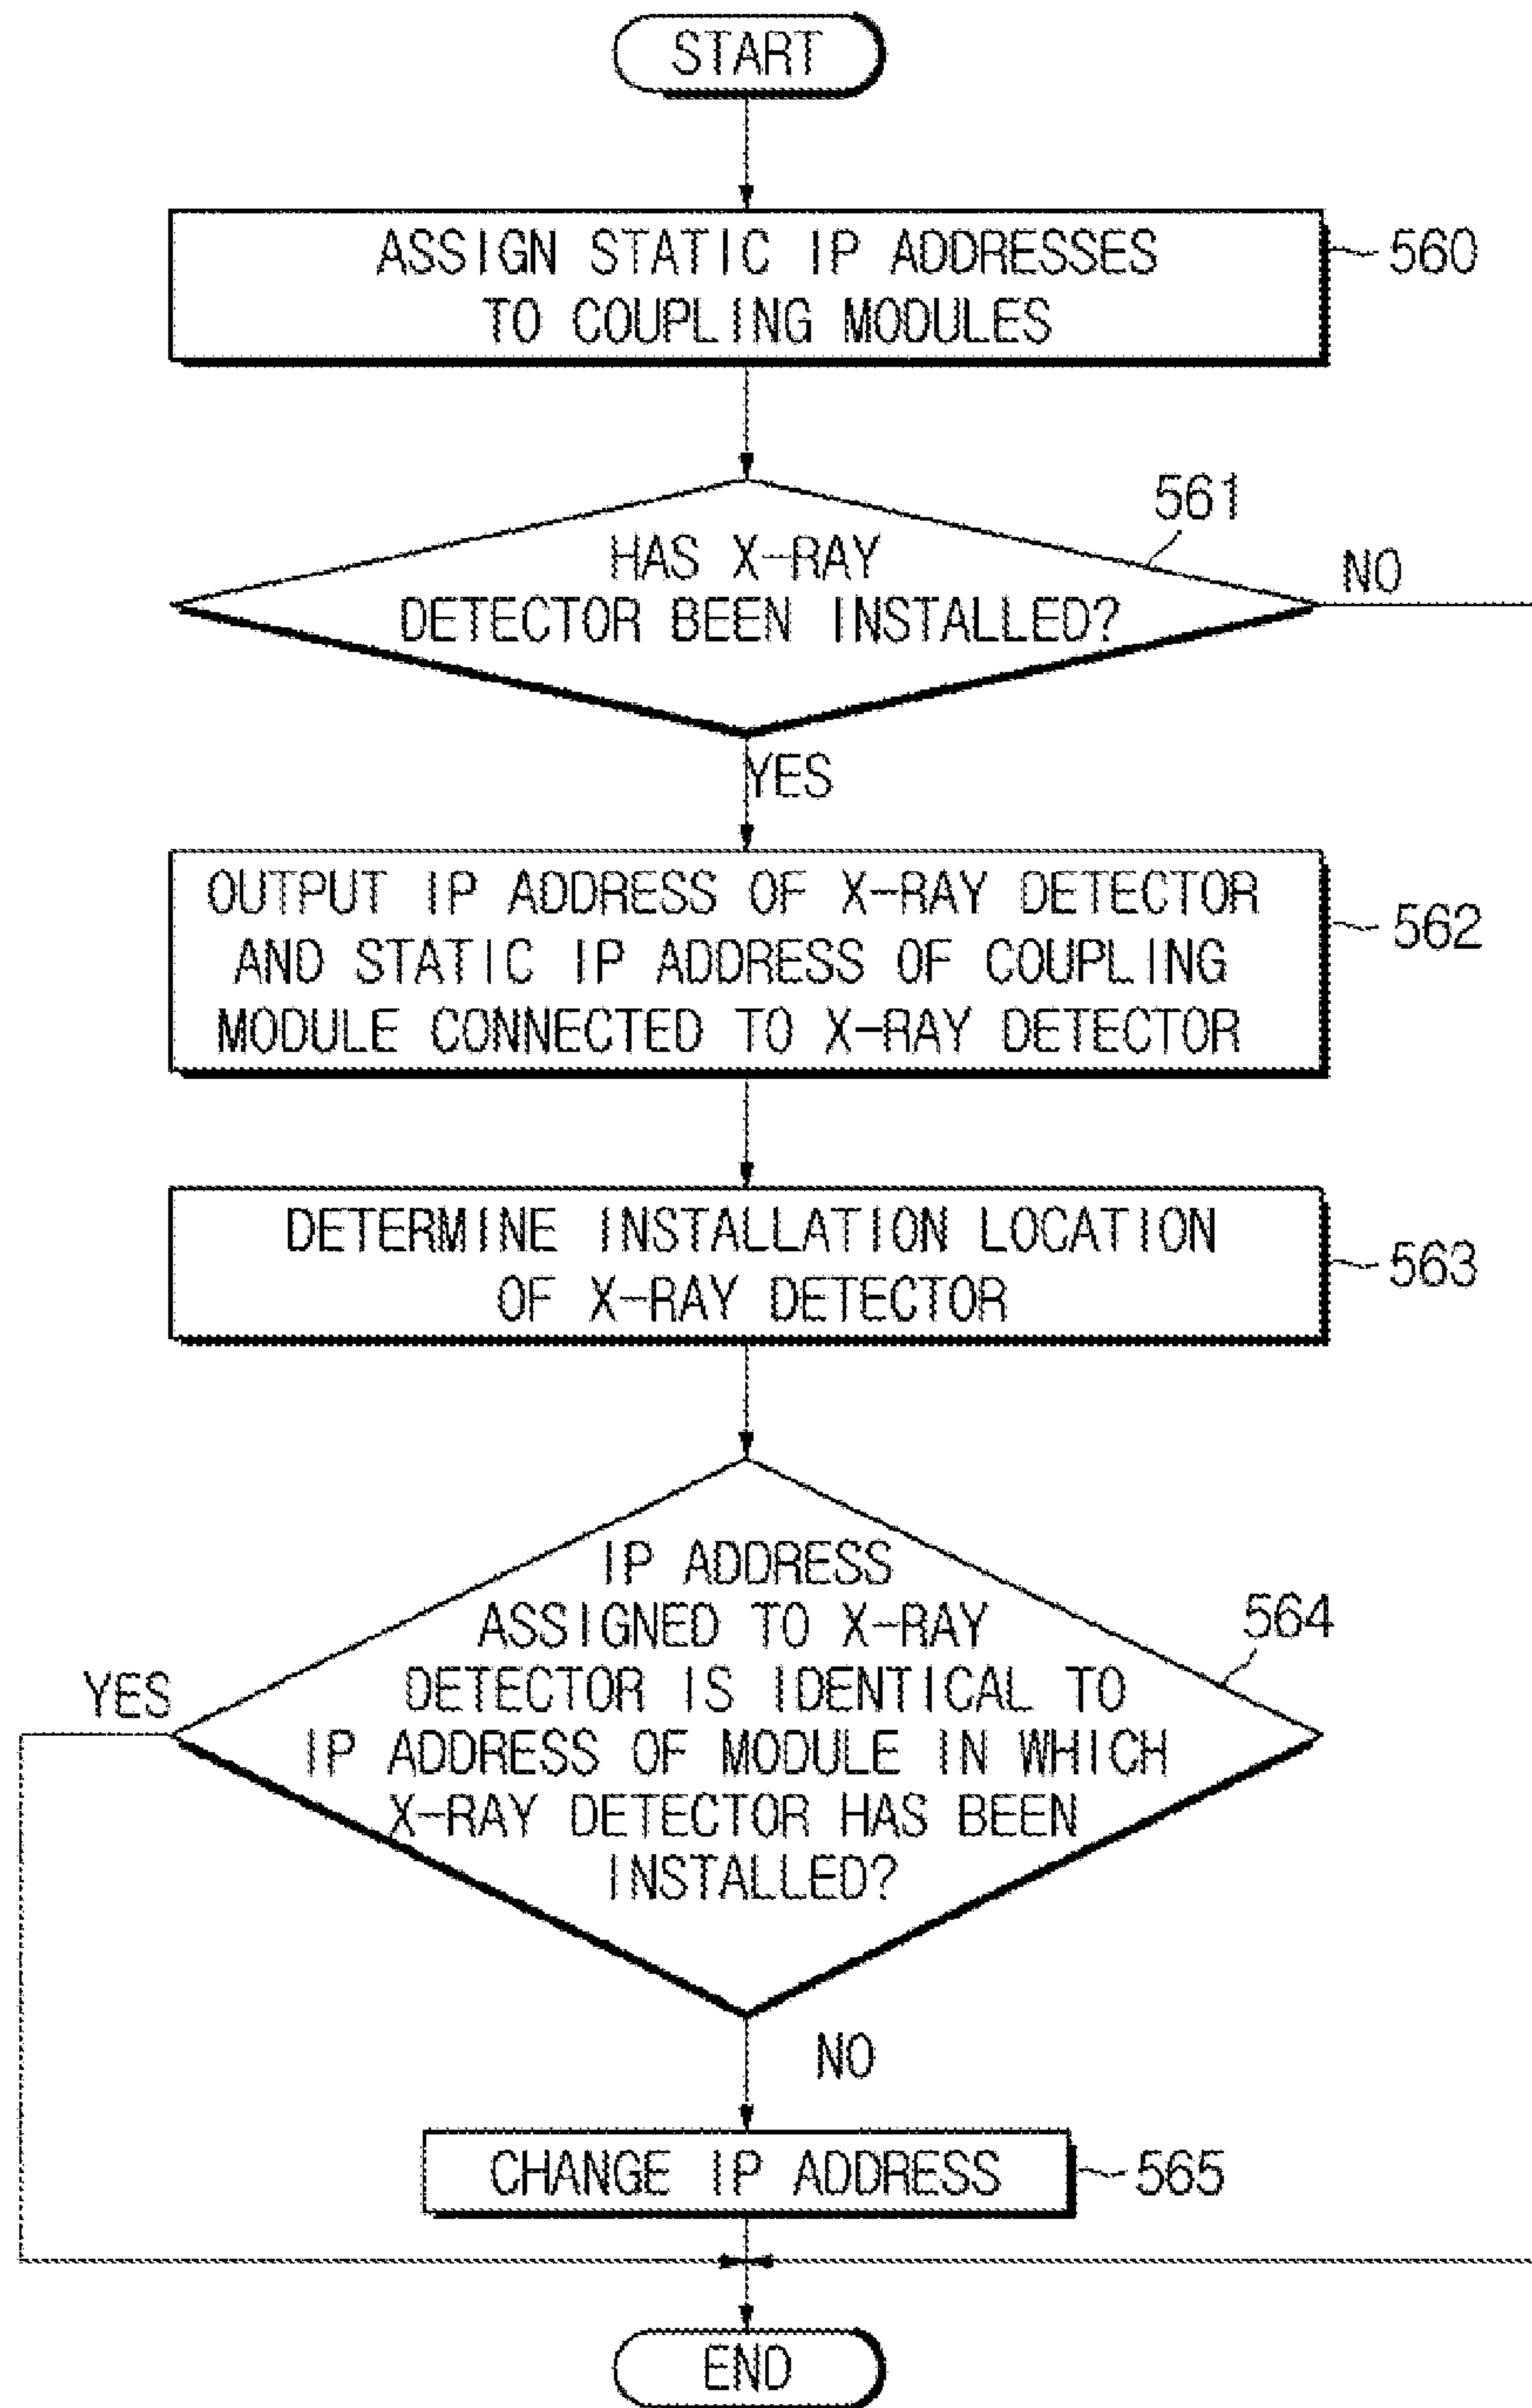 START
ASSIGN STATIC IP ADDRESSES
TO COUPLING MODULES
560
561
HAS X-RAY
DETECTOR BEEN INSTALLED?
NO
YES
OUTPUT IP ADDRESS OF X-RAY DETECTOR
AND STATIC IP ADDRESS OF COUPLING
MODULE CONNECTED TO X-RAY DETECTOR
562
DETERMINE INSTALLATION LOCATION
OF X-RAY DETECTOR
563
IP ADDRESS
ASSIGNED TO X-RAY
DETECTOR IS IDENTICAL TO
IP ADDRESS OF MODULE IN WHICH
X-RAY DETECTOR HAS BEEN
INSTALLED?
564
YES
NO
CHANGE IP ADDRESS
565
END